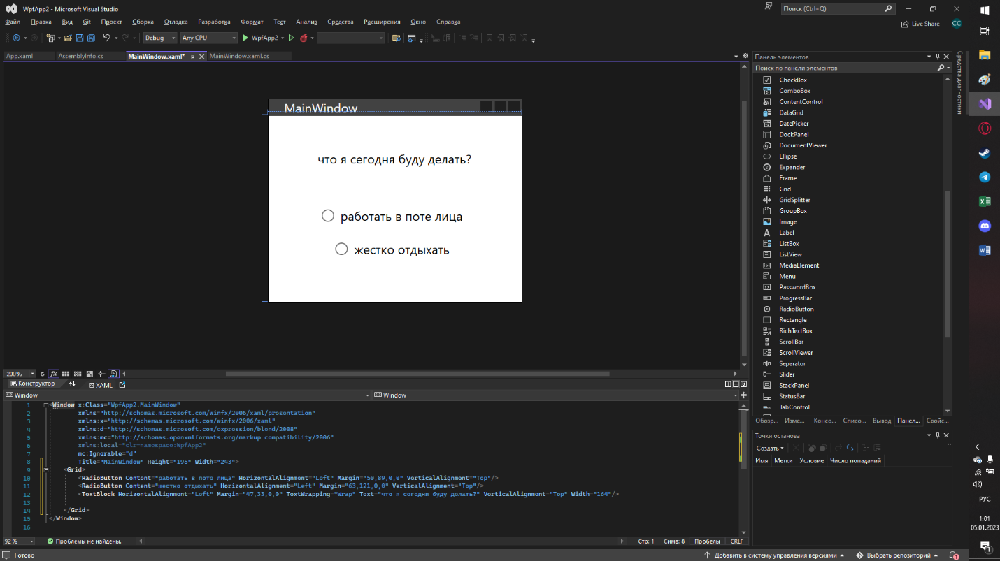 WpfApp2 - Microsoft Visual Studio
Поиск (Ctrl+Q)
Файл Правка Вид Git Проект Сборка Отладка Разработка Формат Тест Анализ Средства Расширения Окно Справка
Live Share
CC
Debug Any CPU WpfApp2
App.xaml AssemblyInfo.cs MainWindow.xaml* MainWindow.xaml.cs
MainWindow
что я сегодня буду делать?
работать в поте лица
жестко отдыхать
200%
fx
Конструктор XAML
Window Window
1 <Window x:Class="WpfApp2.MainWindow"
2 xmlns="http://schemas.microsoft.com/winfx/2006/xaml/presentation"
3 xmlns:x="http://schemas.microsoft.com/winfx/2006/xaml"
4 xmlns:d="http://schemas.microsoft.com/expression/blend/2008"
5 xmlns:mc="http://schemas.openxmlformats.org/markup-compatibility/2006"
6 xmlns:local="clr-namespace:WpfApp2"
7 mc:Ignorable="d"
8 Title="MainWindow" Height="195" Width="243">
9 <Grid>
10 <RadioButton Content="работать в поте лица" HorizontalAlignment="Left" Margin="50,89,0,0" VerticalAlignment="Top"/>
11 <RadioButton Content="жестко отдыхать" HorizontalAlignment="Left" Margin="63,121,0,0" VerticalAlignment="Top"/>
12 <TextBlock HorizontalAlignment="Left" Margin="47,33,0,0" TextWrapping="Wrap" Text="что я сегодня буду делать?" VerticalAlignment="Top" Width="164"/>
13
14 </Grid>
15 </Window>
16
92 % Проблемы не найдены. Стр: 1 Симв: 8 Пробелы CRLF
Готово
Добавить в систему управления версиями Выбрать репозиторий 1
Панель элементов
Поиск по панели элементов
CheckBox
ComboBox
ContentControl
DataGrid
DatePicker
DockPanel
DocumentViewer
Ellipse
Expander
Frame
Grid
GridSplitter
GroupBox
Image
Label
ListBox
ListView
MediaElement
Menu
PasswordBox
ProgressBar
RadioButton
Rectangle
RichTextBox
ScrollBar
ScrollViewer
Separator
Slider
StackPanel
StatusBar
TabControl
Обозр... Изме... Консо... Списо... Вывод Панел... Свойс...
Точки останова
Создать
Имя Метки Условие Число попаданий
Средства диагностики
РУС
1:01
05.01.2023
1